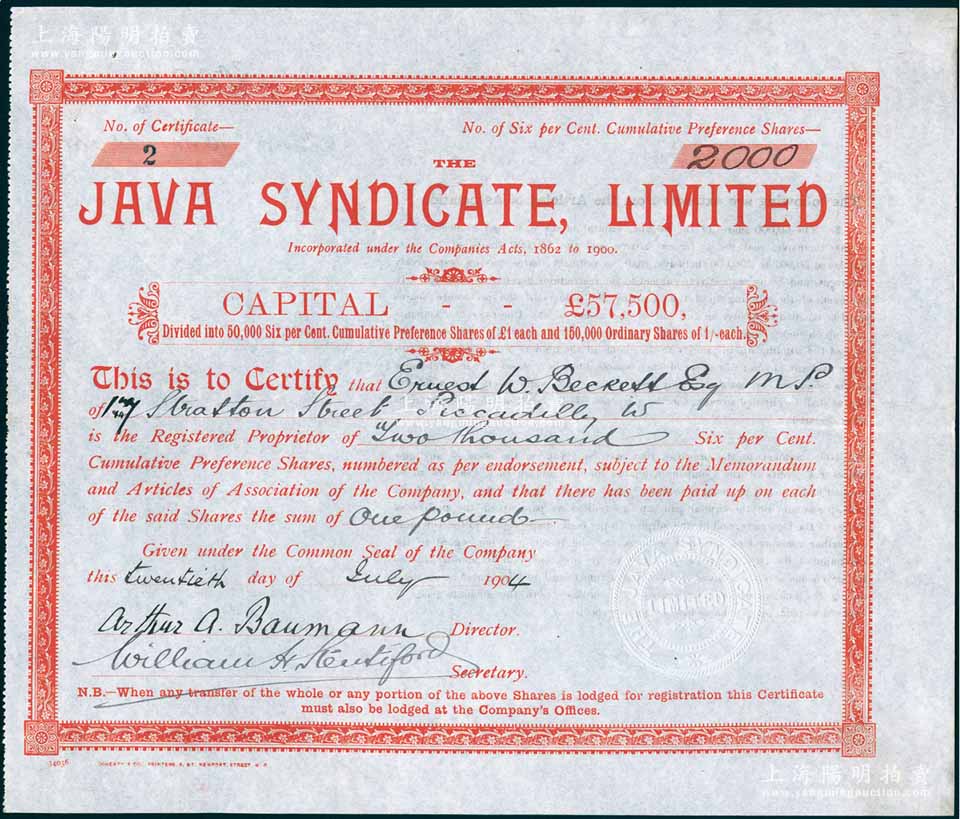 上海陽明拍賣
www.yangmingauction.com
No. of Certificate—
2
No. of Six per Cent. Cumulative Preference Shares—
2000
THE
JAVA SYNDICATE, LIMITED
Incorporated under the Companies Acts, 1862 to 1900.
CAPITAL - £57,500,
Divided into 50,000 Six per Cent. Cumulative Preference Shares of £1 each and 150,000 Ordinary Shares of 1/- each.
This is to Certify that Ernest W. Beckett Esq M.P.
of Stratton Street Piccadilly W
is the Registered Proprietor of Two thousand Six per Cent.
Cumulative Preference Shares, numbered as per endorsement, subject to the Memorandum
and Articles of Association of the Company, and that there has been paid up on each
of the said Shares the sum of One pound
Given under the Common Seal of the Company
this twentieth day of July 1904
Arthur A. Baumann Director.
William H Secretary.
THE JAVA SYNDICATE
LIMITED
N.B.—When any transfer of the whole or any portion of the above Shares is lodged for registration this Certificate
must also be lodged at the Company's Offices.
14036
PRINTERS, NEWPORT STREET, W.C.
上海陽明拍賣
www.yangmingauction.com